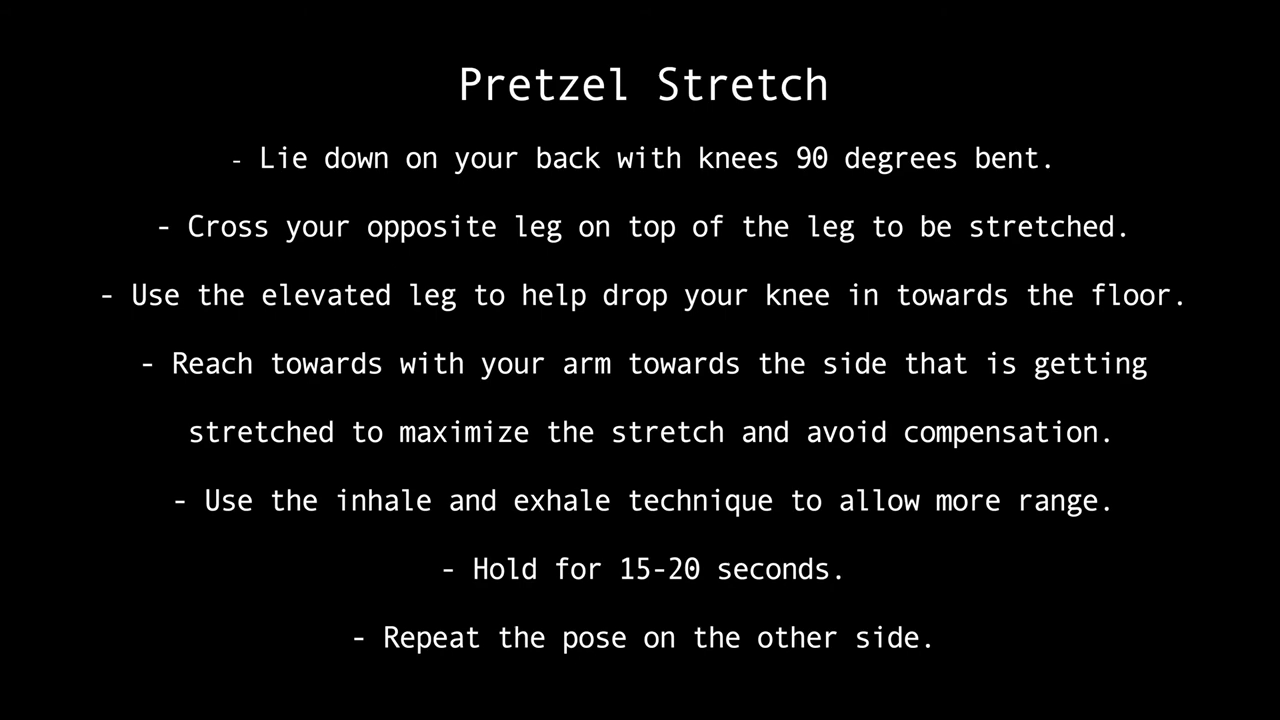 Pretzel Stretch
- Lie down on your back with knees 90 degrees bent.
- Cross your opposite leg on top of the leg to be stretched.
- Use the elevated leg to help drop your knee in towards the floor.
- Reach towards with your arm towards the side that is getting
stretched to maximize the stretch and avoid compensation.
- Use the inhale and exhale technique to allow more range.
- Hold for 15-20 seconds.
- Repeat the pose on the other side.